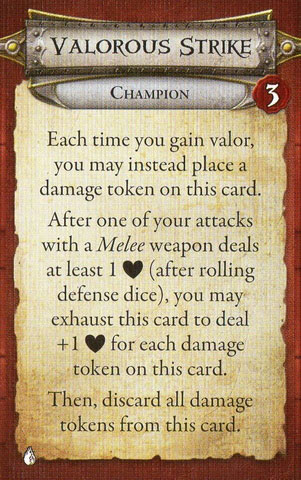 Valorous Strike
Champion
3
Each time you gain valor,
you may instead place a
damage token on this card.
After one of your attacks
with a Melee weapon deals
at least 1 ♥ (after rolling
defense dice), you may
exhaust this card to deal
+1 ♥ for each damage
token on this card.
Then, discard all damage
tokens from this card.